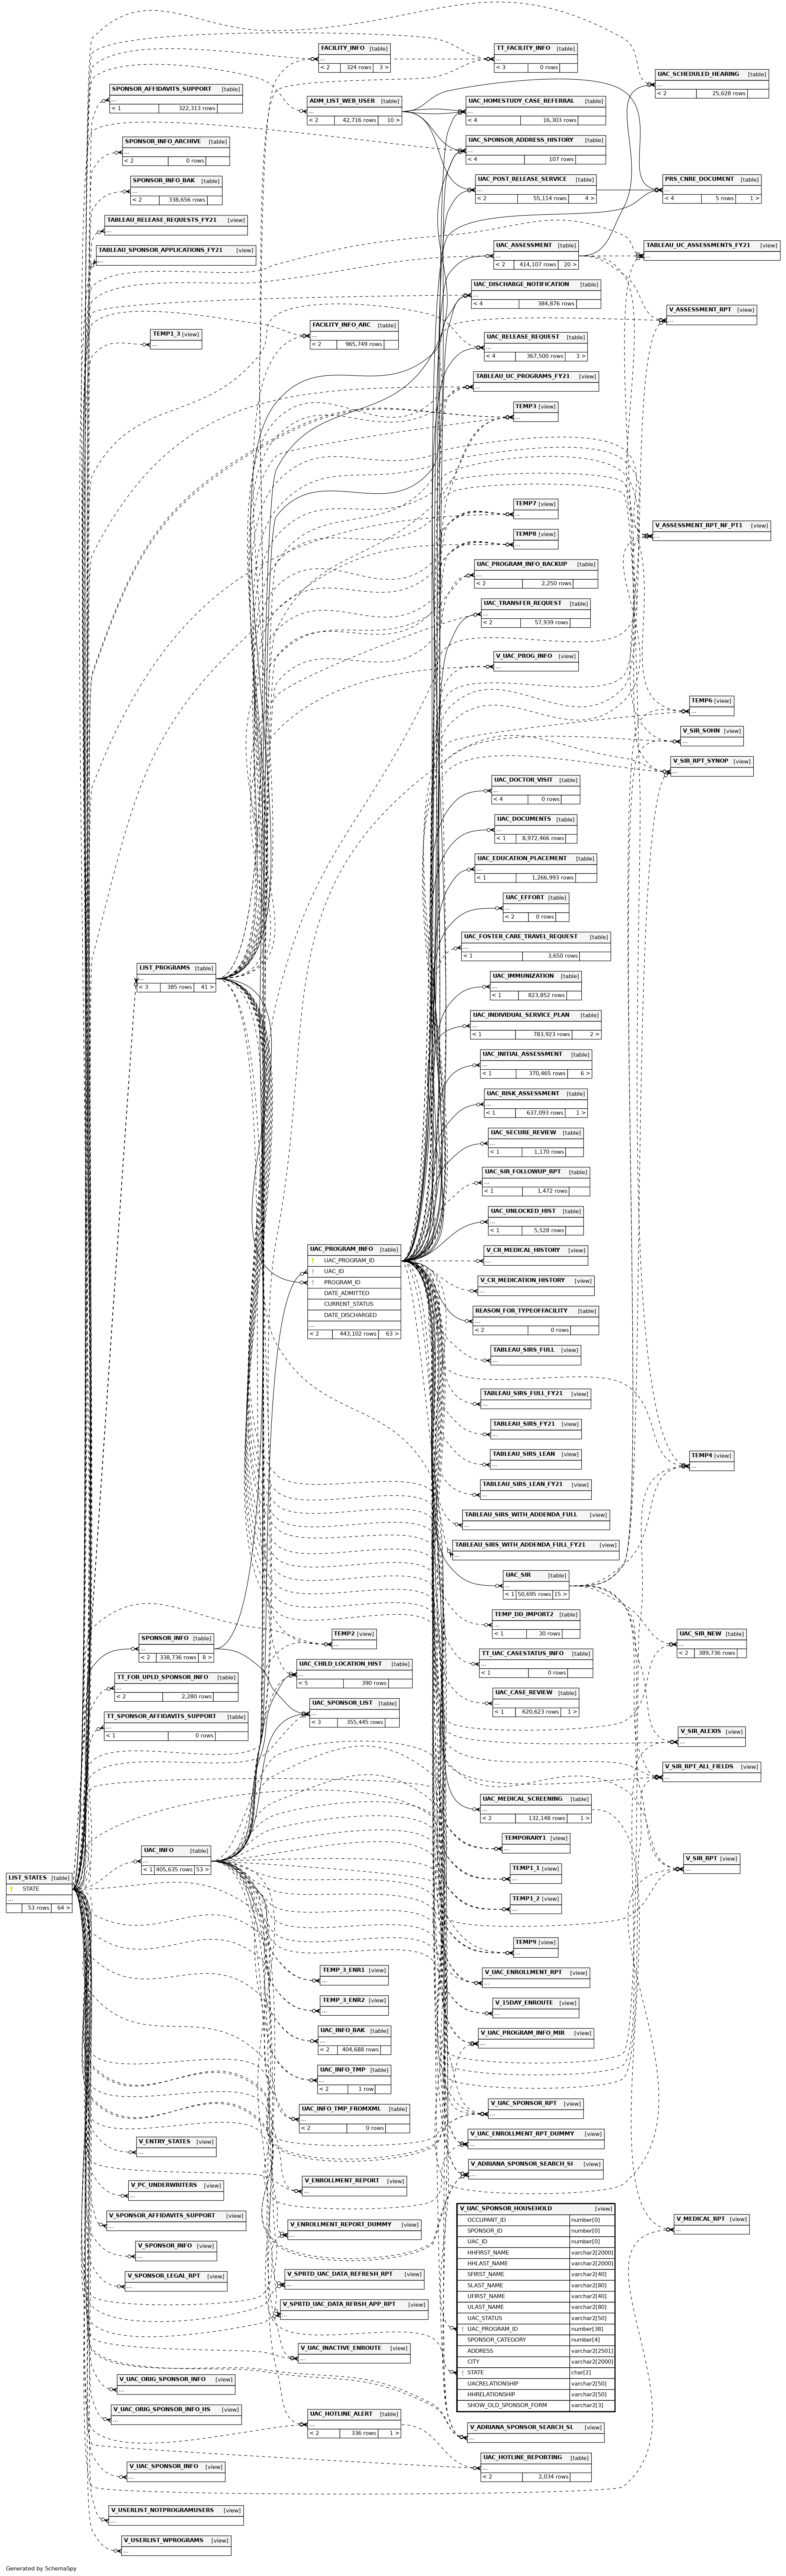 FACILITY_INFO [table]
...
< 2 324 rows 3 >
TT_FACILITY_INFO [table]
...
< 3 0 rows
UAC_SCHEDULED_HEARING [table]
...
< 2 25,628 rows
SPONSOR_AFFIDAVITS_SUPPORT [table]
...
< 1 322,313 rows
ADM_LIST_WEB_USER [table]
...
< 2 42,716 rows 10 >
UAC_HOMESTUDY_CASE_REFERRAL [table]
...
< 4 16,303 rows
SPONSOR_INFO_ARCHIVE [table]
...
< 2 0 rows
UAC_SPONSOR_ADDRESS_HISTORY [table]
...
< 4 107 rows
SPONSOR_INFO_BAK [table]
...
< 2 338,656 rows
UAC_POST_RELEASE_SERVICE [table]
...
< 2 55,114 rows 4 >
PRS_CNRE_DOCUMENT [table]
...
< 4 5 rows 1 >
TABLEAU_RELEASE_REQUESTS_FY21 [view]
...
TABLEAU_SPONSOR_APPLICATIONS_FY21 [view]
...
UAC_ASSESSMENT [table]
...
< 2 414,107 rows 20 >
TABLEAU_UC_ASSESSMENTS_FY21 [view]
...
UAC_DISCHARGE_NOTIFICATION [table]
...
< 4 384,876 rows
V_ASSESSMENT_RPT [view]
...
FACILITY_INFO_ARC [table]
...
< 2 965,749 rows
TEMP1_3 [view]
...
UAC_RELEASE_REQUEST [table]
...
< 4 367,500 rows 3 >
TABLEAU_UC_PROGRAMS_FY21 [view]
...
TEMP3 [view]
...
TEMP7 [view]
...
V_ASSESSMENT_RPT_NF_PT1 [view]
...
TEMP8 [view]
...
UAC_PROGRAM_INFO_BACKUP [table]
...
< 2 2,250 rows
UAC_TRANSFER_REQUEST [table]
...
< 2 57,939 rows
V_UAC_PROG_INFO [view]
...
TEMP6 [view]
...
V_SIR_SOHN [view]
...
V_SIR_RPT_SYNOP [view]
...
UAC_DOCTOR_VISIT [table]
...
< 4 0 rows
UAC_DOCUMENTS [table]
...
< 1 8,972,466 rows
UAC_EDUCATION_PLACEMENT [table]
...
< 1 1,266,993 rows
UAC_EFFORT [table]
...
< 2 0 rows
UAC_FOSTER_CARE_TRAVEL_REQUEST [table]
...
< 1 3,650 rows
LIST_PROGRAMS [table]
...
< 3 385 rows 41 >
UAC_IMMUNIZATION [table]
...
< 1 823,852 rows
UAC_INDIVIDUAL_SERVICE_PLAN [table]
...
< 1 783,923 rows 2 >
UAC_INITIAL_ASSESSMENT [table]
...
< 1 370,465 rows 6 >
UAC_RISK_ASSESSMENT [table]
...
< 1 637,093 rows 1 >
UAC_SECURE_REVIEW [table]
...
< 1 1,170 rows
UAC_SIR_FOLLOWUP_RPT [table]
...
< 1 1,472 rows
UAC_UNLOCKED_HIST [table]
...
< 1 5,528 rows
UAC_PROGRAM_INFO [table]
UAC_PROGRAM_ID
UAC_ID
PROGRAM_ID
DATE_ADMITTED
CURRENT_STATUS
DATE_DISCHARGED
...
< 2 443,102 rows 63 >
V_CR_MEDICAL_HISTORY [view]
...
V_CR_MEDICATION_HISTORY [view]
...
REASON_FOR_TYPEOFFACILITY [table]
...
< 2 0 rows
TABLEAU_SIRS_FULL [view]
...
TABLEAU_SIRS_FULL_FY21 [view]
...
TABLEAU_SIRS_FY21 [view]
...
TABLEAU_SIRS_LEAN [view]
...
TEMP4 [view]
...
TABLEAU_SIRS_LEAN_FY21 [view]
...
TABLEAU_SIRS_WITH_ADDENDA_FULL [view]
...
TABLEAU_SIRS_WITH_ADDENDA_FULL_FY21 [view]
...
UAC_SIR [table]
...
< 1 50,695 rows 15 >
TEMP_DD_IMPORT2 [table]
...
< 1 30 rows
SPONSOR_INFO [table]
...
< 2 338,736 rows 8 >
TEMP2 [view]
...
UAC_SIR_NEW [table]
...
< 2 389,736 rows
TT_UAC_CASESTATUS_INFO [table]
...
< 1 0 rows
UAC_CHILD_LOCATION_HIST [table]
...
< 5 390 rows
TT_FOR_UPLD_SPONSOR_INFO [table]
...
< 2 2,280 rows
UAC_CASE_REVIEW [table]
...
< 1 620,623 rows 1 >
UAC_SPONSOR_LIST [table]
...
< 3 355,445 rows
TT_SPONSOR_AFFIDAVITS_SUPPORT [table]
...
< 1 0 rows
V_SIR_ALEXIS [view]
...
V_SIR_RPT_ALL_FIELDS [view]
...
UAC_MEDICAL_SCREENING [table]
...
< 2 132,148 rows 1 >
TEMPORARY1 [view]
...
UAC_INFO [table]
...
< 1 405,635 rows 53 >
V_SIR_RPT [view]
...
TEMP1_1 [view]
...
LIST_STATES [table]
STATE
...
53 rows 64 >
TEMP1_2 [view]
...
TEMP9 [view]
...
TEMP_3_ENR1 [view]
...
V_UAC_ENROLLMENT_RPT [view]
...
TEMP_3_ENR2 [view]
...
V_15DAY_ENROUTE [view]
...
UAC_INFO_BAK [table]
...
< 2 404,688 rows
V_UAC_PROGRAM_INFO_MIR [view]
...
UAC_INFO_TMP [table]
...
< 2 1 row
UAC_INFO_TMP_FROMXML [table]
...
< 2 0 rows
V_UAC_SPONSOR_RPT [view]
...
V_ENTRY_STATES [view]
...
V_UAC_ENROLLMENT_RPT_DUMMY [view]
...
V_ADRIANA_SPONSOR_SEARCH_SI [view]
...
V_PC_UNDERWRITERS [view]
...
V_ENROLLMENT_REPORT [view]
...
V_SPONSOR_AFFIDAVITS_SUPPORT [view]
...
V_ENROLLMENT_REPORT_DUMMY [view]
...
V_MEDICAL_RPT [view]
...
V_UAC_SPONSOR_HOUSEHOLD [view]
OCCUPANT_ID number[0]
SPONSOR_ID number[0]
UAC_ID number[0]
HHFIRST_NAME varchar2[2000]
HHLAST_NAME varchar2[2000]
SFIRST_NAME varchar2[40]
SLAST_NAME varchar2[80]
UFIRST_NAME varchar2[40]
ULAST_NAME varchar2[80]
UAC_STATUS varchar2[50]
UAC_PROGRAM_ID number[38]
SPONSOR_CATEGORY number[4]
ADDRESS varchar2[2501]
CITY varchar2[2000]
STATE char[2]
UACRELATIONSHIP varchar2[50]
HHRELATIONSHIP varchar2[50]
SHOW_OLD_SPONSOR_FORM varchar2[3]
V_SPONSOR_INFO [view]
...
V_SPONSOR_LEGAL_RPT [view]
...
V_SPRTD_UAC_DATA_REFRESH_RPT [view]
...
V_SPRTD_UAC_DATA_RFRSH_APP_RPT [view]
...
V_UAC_INACTIVE_ENROUTE [view]
...
V_UAC_ORIG_SPONSOR_INFO [view]
...
V_UAC_ORIG_SPONSOR_INFO_HS [view]
...
UAC_HOTLINE_ALERT [table]
...
< 2 336 rows 1 >
V_ADRIANA_SPONSOR_SEARCH_SL [view]
...
V_UAC_SPONSOR_INFO [view]
...
UAC_HOTLINE_REPORTING [table]
...
< 2 2,034 rows
V_USERLIST_NOTPROGRAMUSERS [view]
...
V_USERLIST_WPROGRAMS [view]
...
Generated by SchemaSpy